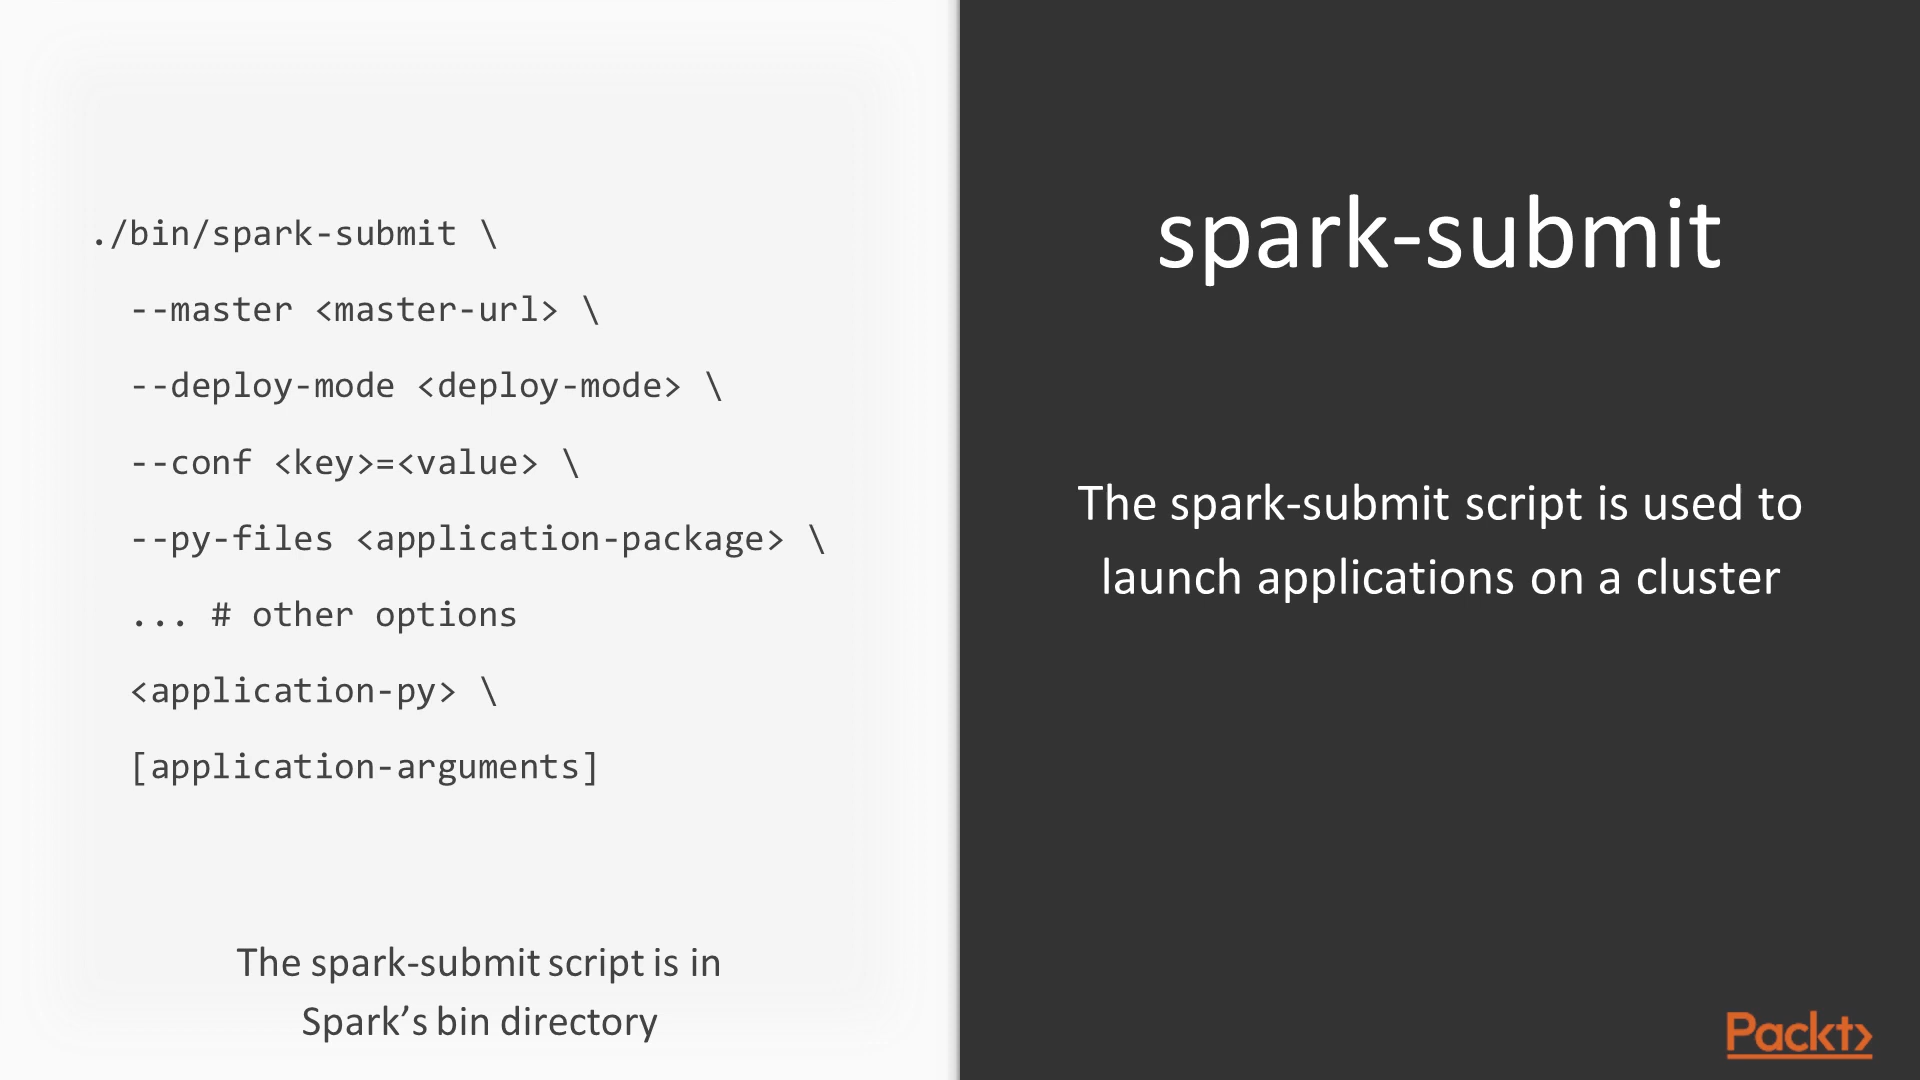 ./bin/spark-submit \
--master <master-url> \
--deploy-mode <deploy-mode> \
--conf <key>=<value> \
--py-files <application-package> \
... # other options
<application-py> \
[application-arguments]
The spark-submit script is in
Spark’s bin directory
spark-submit
The spark-submit script is used to
launch applications on a cluster
Packt>